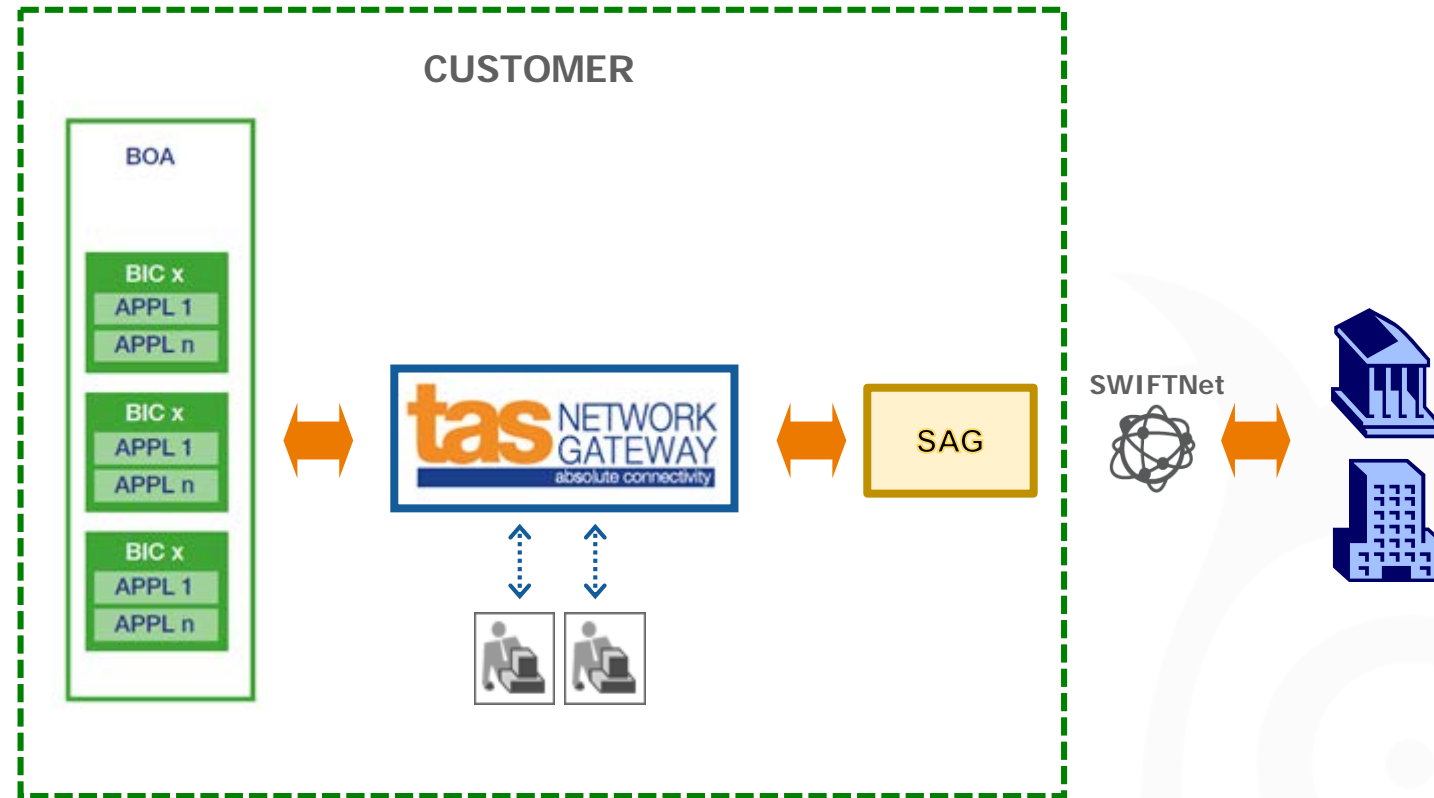 CUSTOMER
BOA
BIC x
APPL 1
APPL n
BIC x
APPL 1
APPL n
BIC x
APPL 1
APPL n
tas NETWORK
GATEWAY
absolute connectivity
SAG
SWIFTNet